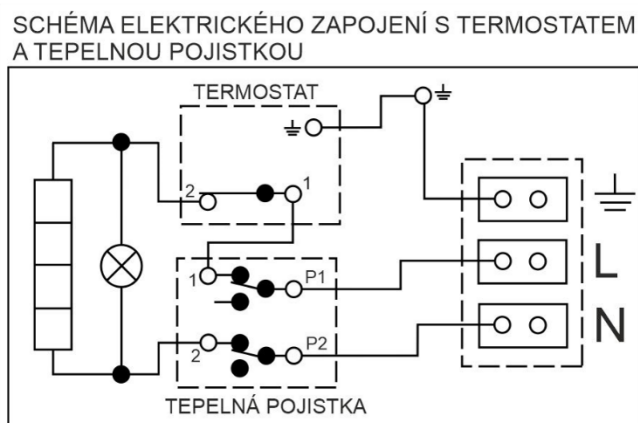 SCHÉMA ELEKTRICKÉHO ZAPOJENÍ S TERMOSTATEM
A TEPELNOU POJISTKOU
TERMOSTAT
2
1
1
P1
L
2
P2
N
TEPELNÁ POJISTKA